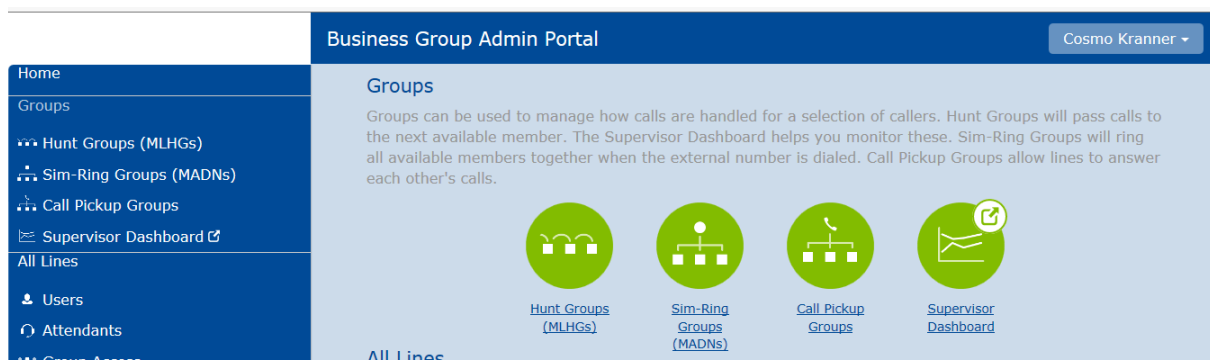 Business Group Admin Portal
Cosmo Kranner
Home
Groups
Hunt Groups (MLHGs)
Sim-Ring Groups (MADNs)
Call Pickup Groups
Supervisor Dashboard
All Lines
Users
Attendants
Group Access
Groups
Groups can be used to manage how calls are handled for a selection of callers. Hunt Groups will pass calls to
the next available member. The Supervisor Dashboard helps you monitor these. Sim-Ring Groups will ring
all available members together when the external number is dialed. Call Pickup Groups allow lines to answer
each other's calls.
Hunt Groups
(MLHGs)
Sim-Ring
Groups
(MADNs)
Call Pickup
Groups
Supervisor
Dashboard
All Lines